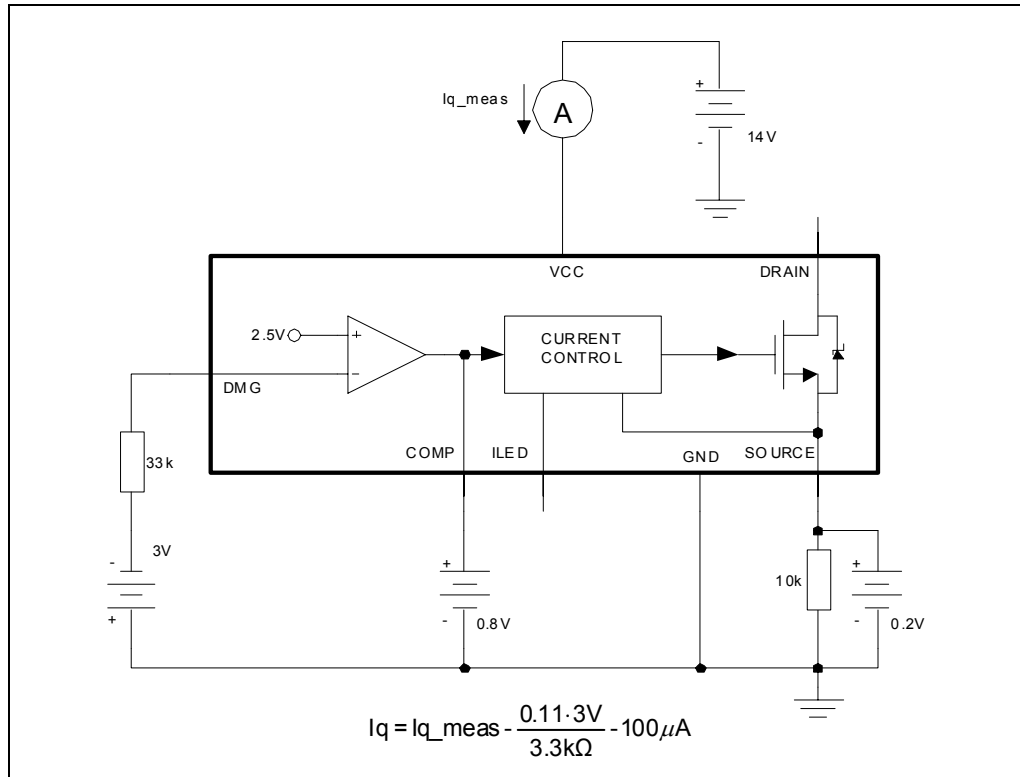 Iq_meas
A
+
-
14V
VCC
DRAIN
2.5V
+
-
CURRENT
CONTROL
DMG
COMP
ILED
GND
SOURCE
33k
3V
-
+
+
-
0.8V
10k
+
-
0.2V
Iq = Iq_meas - 0.11·3V / 3.3kΩ - 100μA